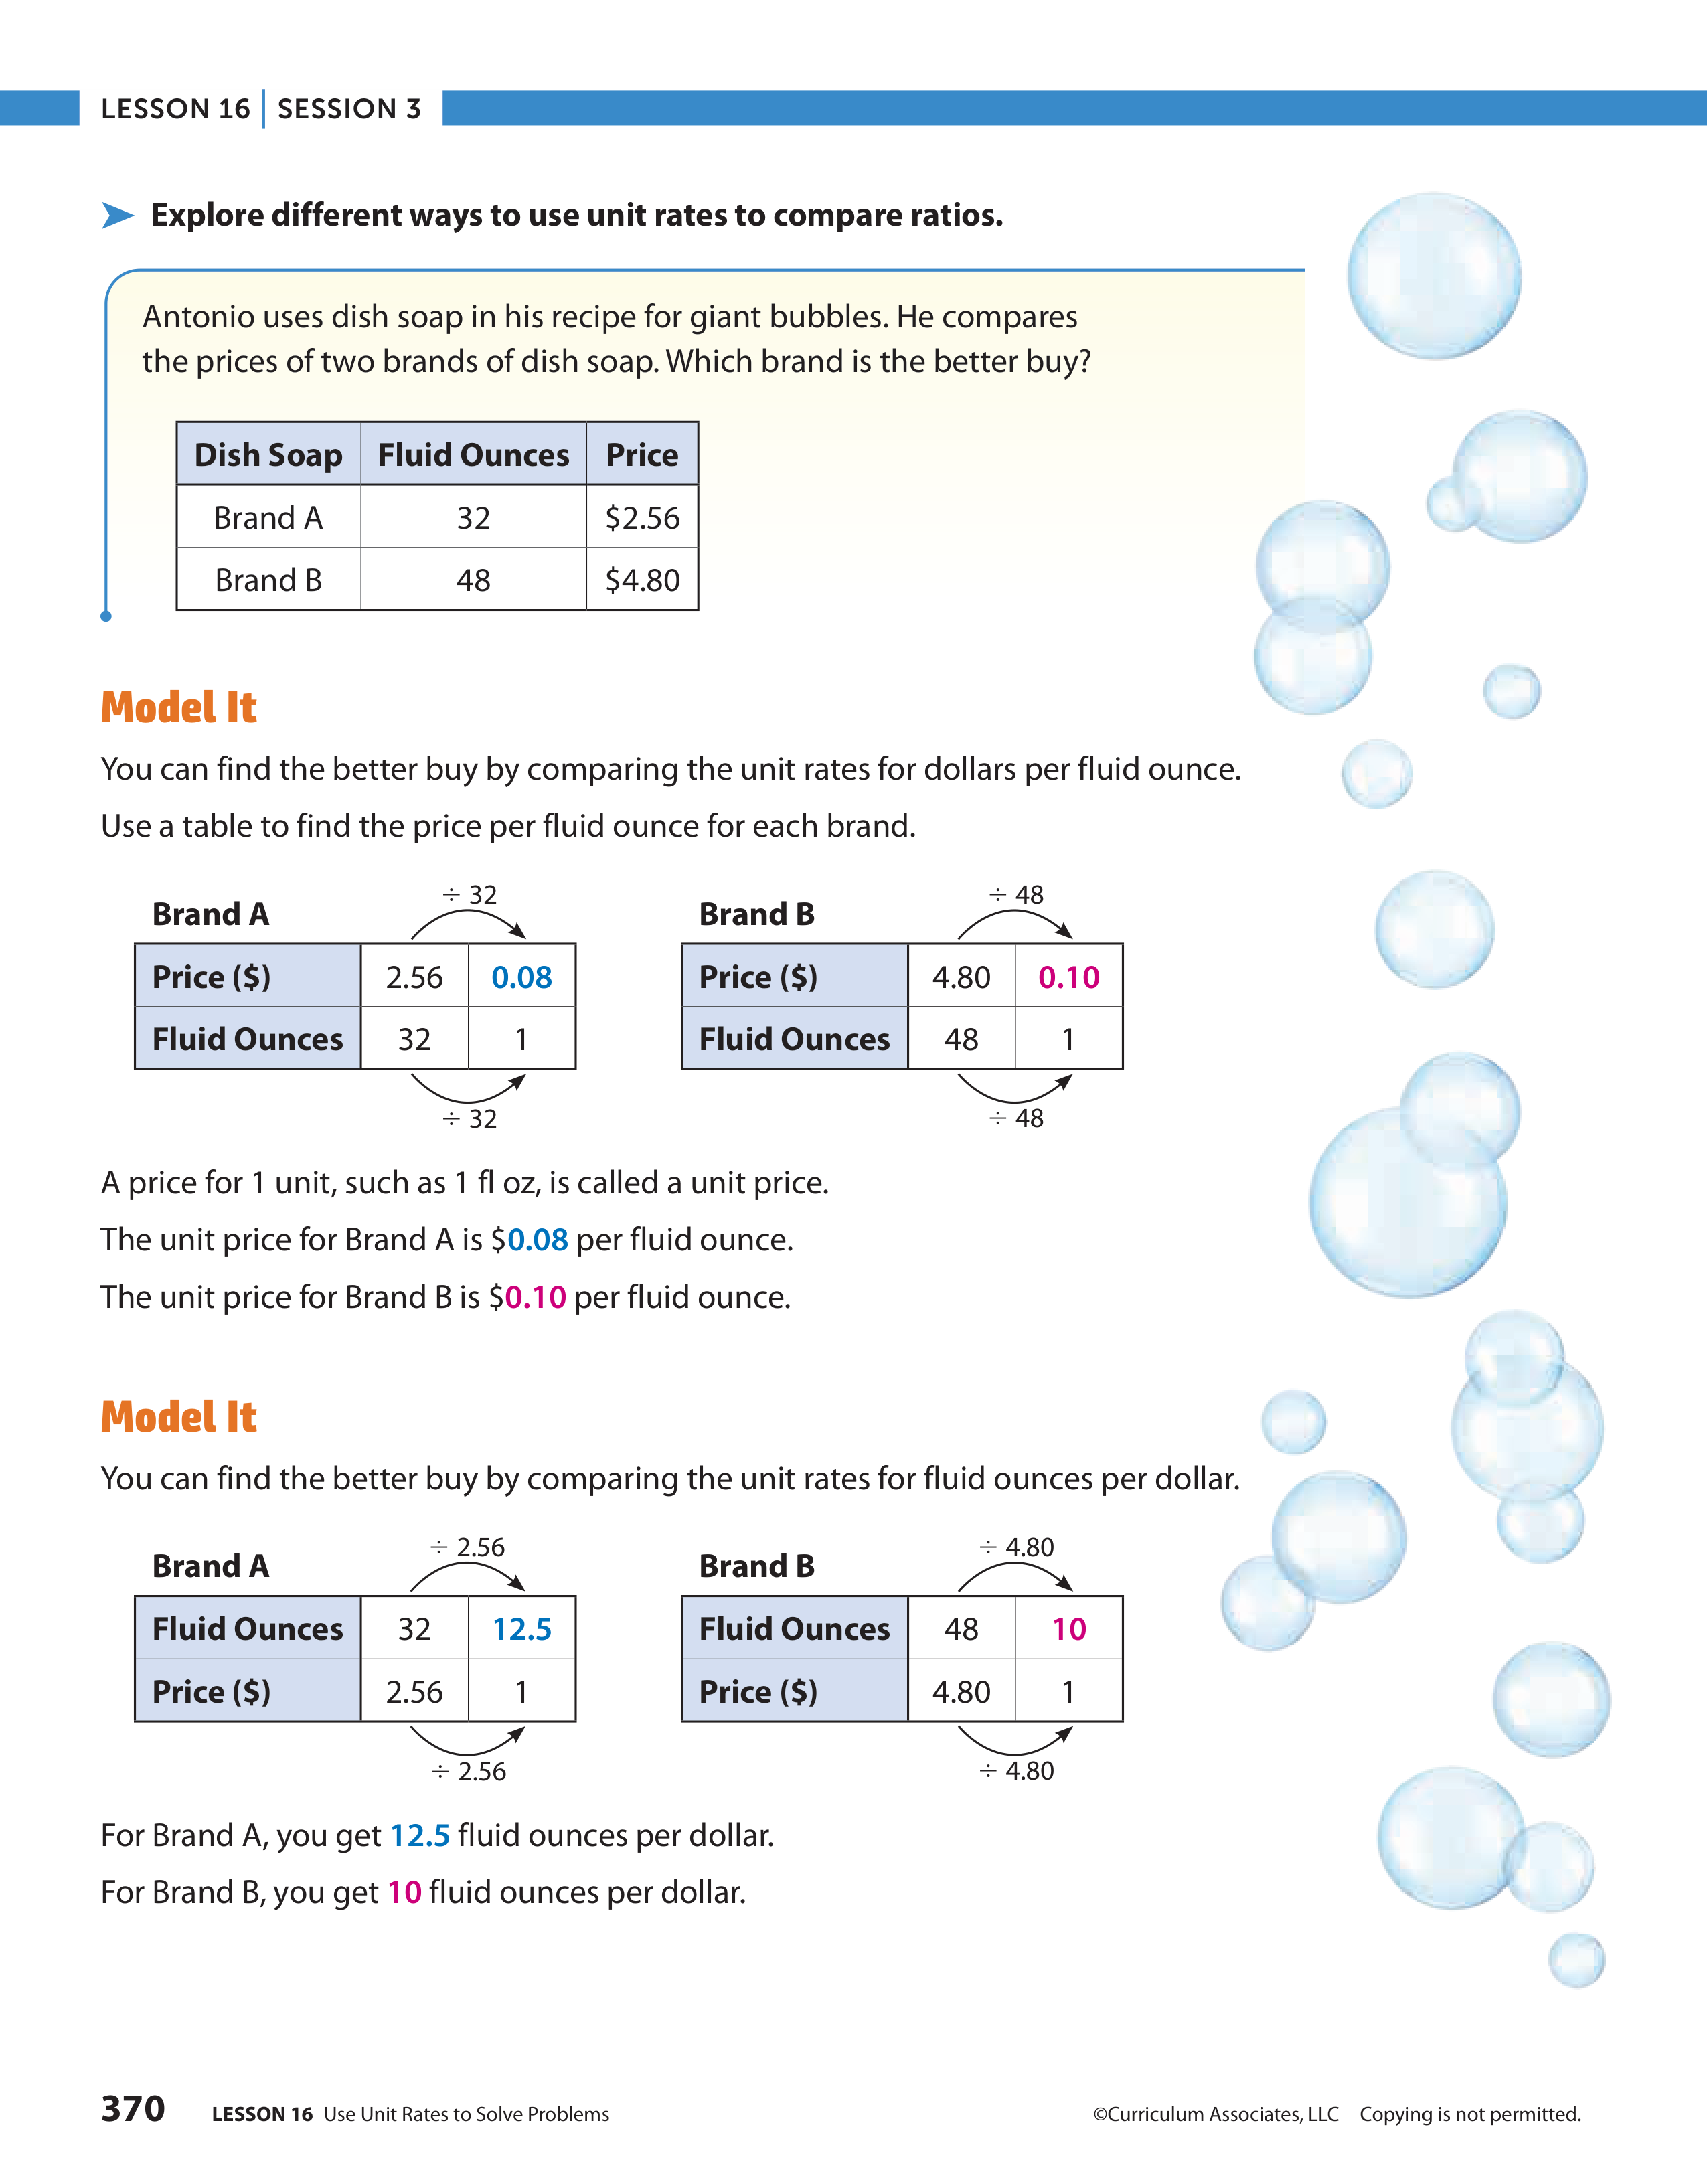 LESSON 16 | SESSION 3
Explore different ways to use unit rates to compare ratios.
Antonio uses dish soap in his recipe for giant bubbles. He compares
the prices of two brands of dish soap. Which brand is the better buy?
Dish Soap Fluid Ounces Price
Brand A 32 $2.56
Brand B 48 $4.80
Model It
You can find the better buy by comparing the unit rates for dollars per fluid ounce.
Use a table to find the price per fluid ounce for each brand.
Brand A
÷ 32
Price ($) 2.56 0.08
Fluid Ounces 32 1
÷ 32
Brand B
÷ 48
Price ($) 4.80 0.10
Fluid Ounces 48 1
÷ 48
A price for 1 unit, such as 1 fl oz, is called a unit price.
The unit price for Brand A is $0.08 per fluid ounce.
The unit price for Brand B is $0.10 per fluid ounce.
Model It
You can find the better buy by comparing the unit rates for fluid ounces per dollar.
Brand A
÷ 2.56
Fluid Ounces 32 12.5
Price ($) 2.56 1
÷ 2.56
Brand B
÷ 4.80
Fluid Ounces 48 10
Price ($) 4.80 1
÷ 4.80
For Brand A, you get 12.5 fluid ounces per dollar.
For Brand B, you get 10 fluid ounces per dollar.
370 LESSON 16 Use Unit Rates to Solve Problems
©Curriculum Associates, LLC Copying is not permitted.